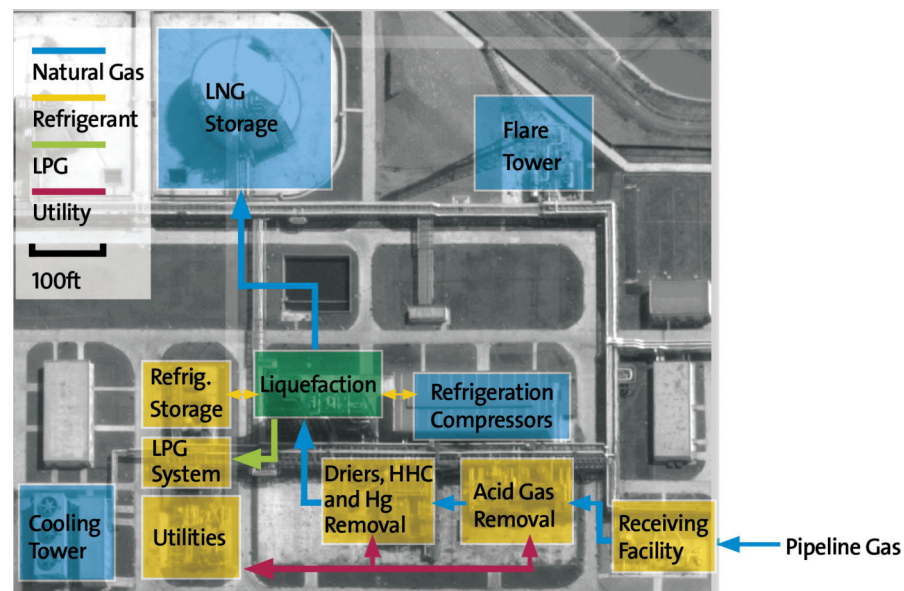 Natural Gas
Refrigerant
LPG
Utility
100ft
LNG
Storage
Flare
Tower
Refrig.
Storage
Liquefaction
Refrigeration
Compressors
LPG
System
Driers, HHC
and Hg
Removal
Acid Gas
Removal
Cooling
Tower
Utilities
Receiving
Facility
Pipeline Gas